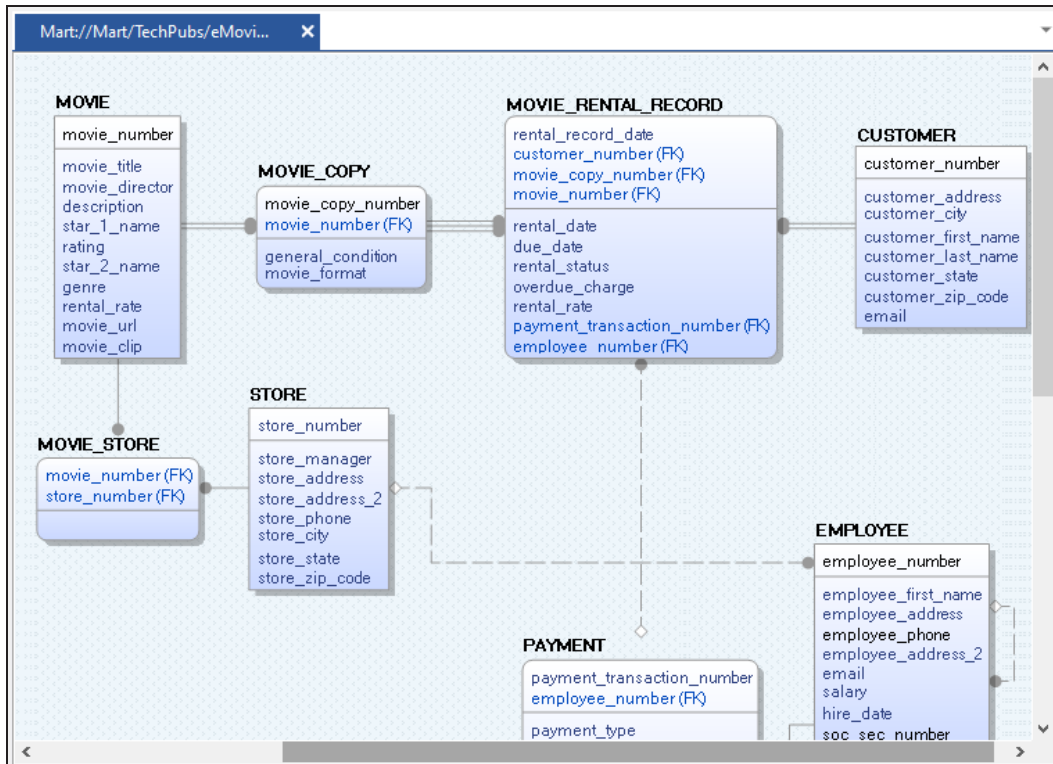 Mart://Mart/TechPubs/eMovi...
MOVIE
movie_number
movie_title
movie_director
description
star_1_name
rating
star_2_name
genre
rental_rate
movie_url
movie_clip
MOVIE_COPY
movie_copy_number
movie_number (FK)
general_condition
movie_format
MOVIE_RENTAL_RECORD
rental_record_date
customer_number (FK)
movie_copy_number (FK)
movie_number (FK)
rental_date
due_date
rental_status
overdue_charge
rental_rate
payment_transaction_number (FK)
employee_number (FK)
CUSTOMER
customer_number
customer_address
customer_city
customer_first_name
customer_last_name
customer_state
customer_zip_code
email
MOVIE_STORE
movie_number (FK)
store_number (FK)
STORE
store_number
store_manager
store_address
store_address_2
store_phone
store_city
store_state
store_zip_code
EMPLOYEE
employee_number
employee_first_name
employee_address
employee_phone
employee_address_2
email
salary
hire_date
soc_sec_number
PAYMENT
payment_transaction_number
employee_number (FK)
payment_type